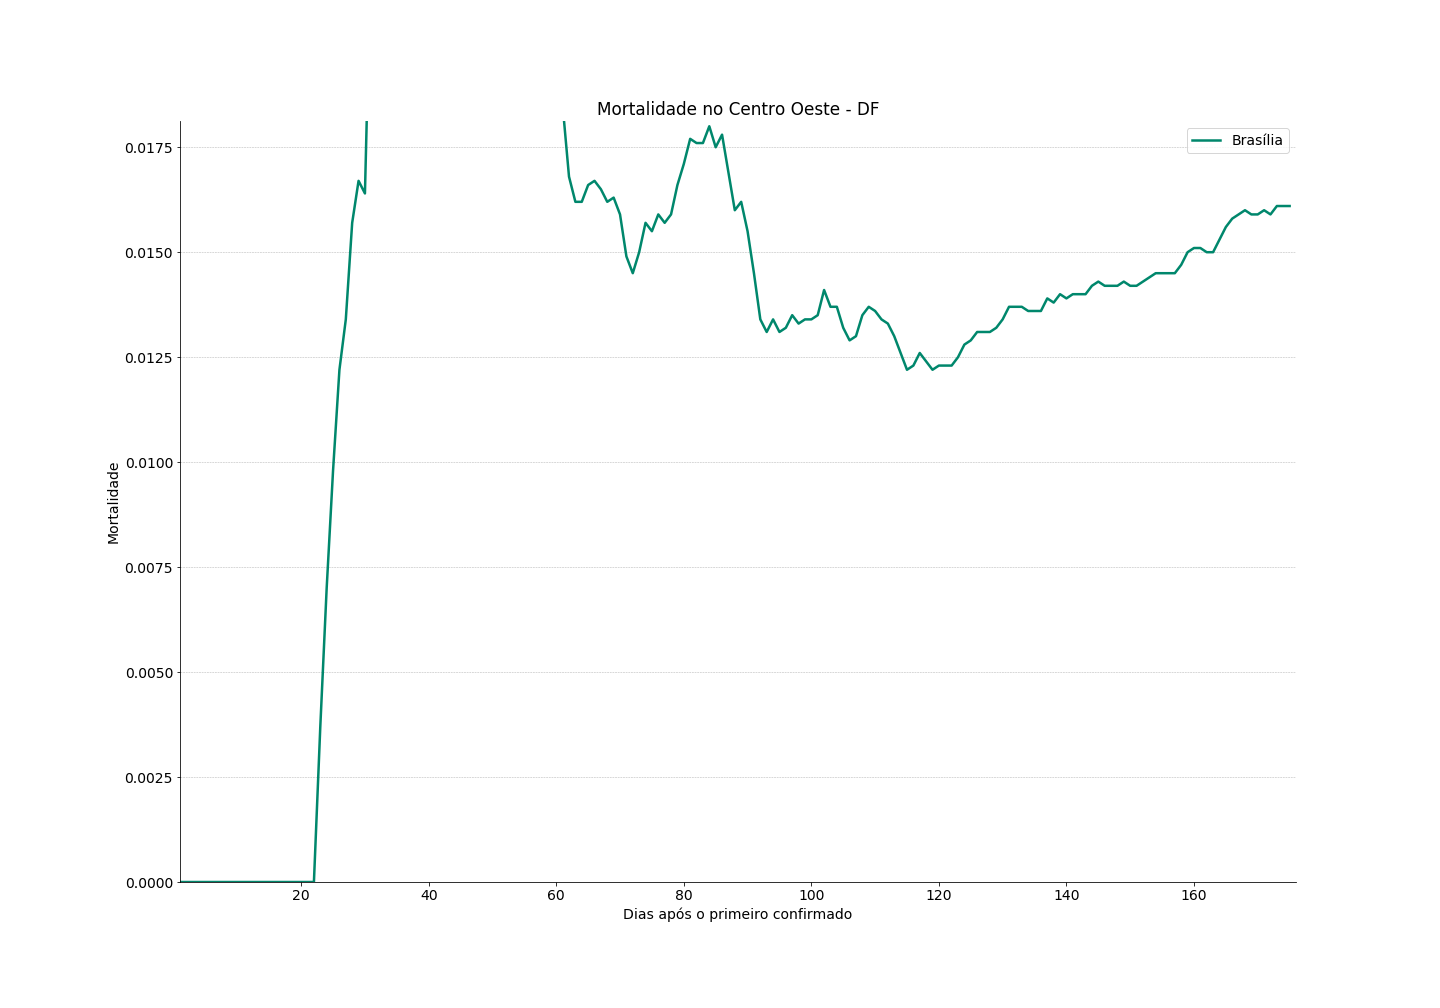 Mortalidade no Centro Oeste - DF
Brasília
0.0175
0.0150
0.0125
0.0100
0.0075
0.0050
0.0025
0.0000
Mortalidade
20 40 60 80 100 120 140 160
Dias após o primeiro confirmado